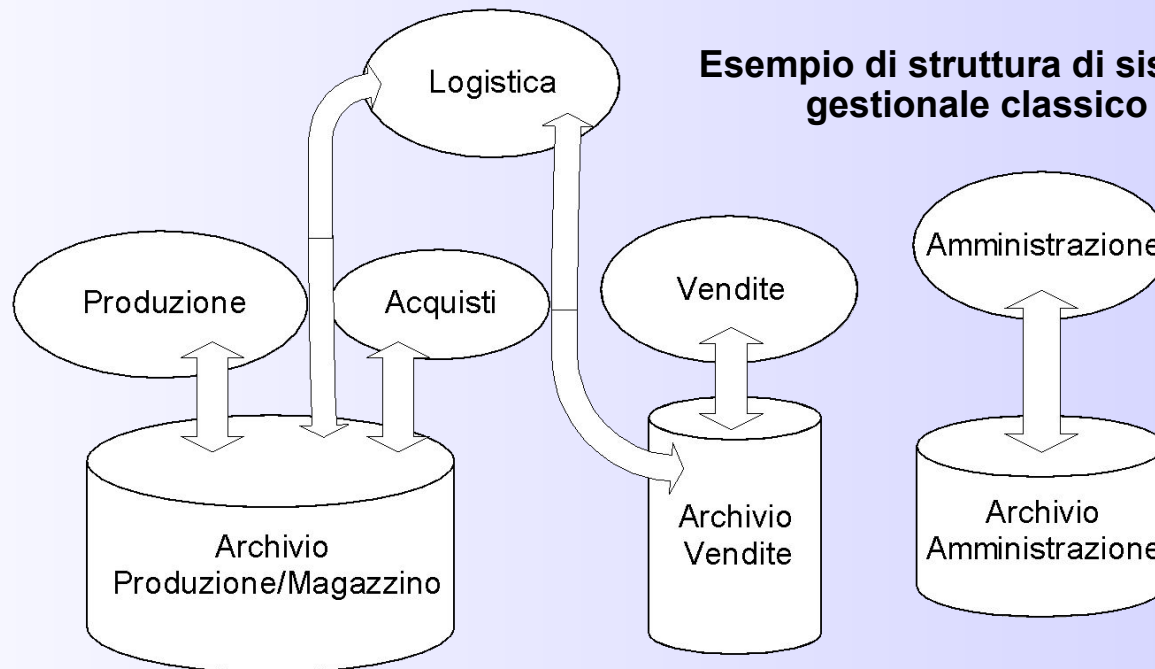 Esempio di struttura di sis
gestionale classico
Logistica
Produzione
Acquisti
Vendite
Amministrazione
Archivio
Produzione/Magazzino
Archivio
Vendite
Archivio
Amministrazione